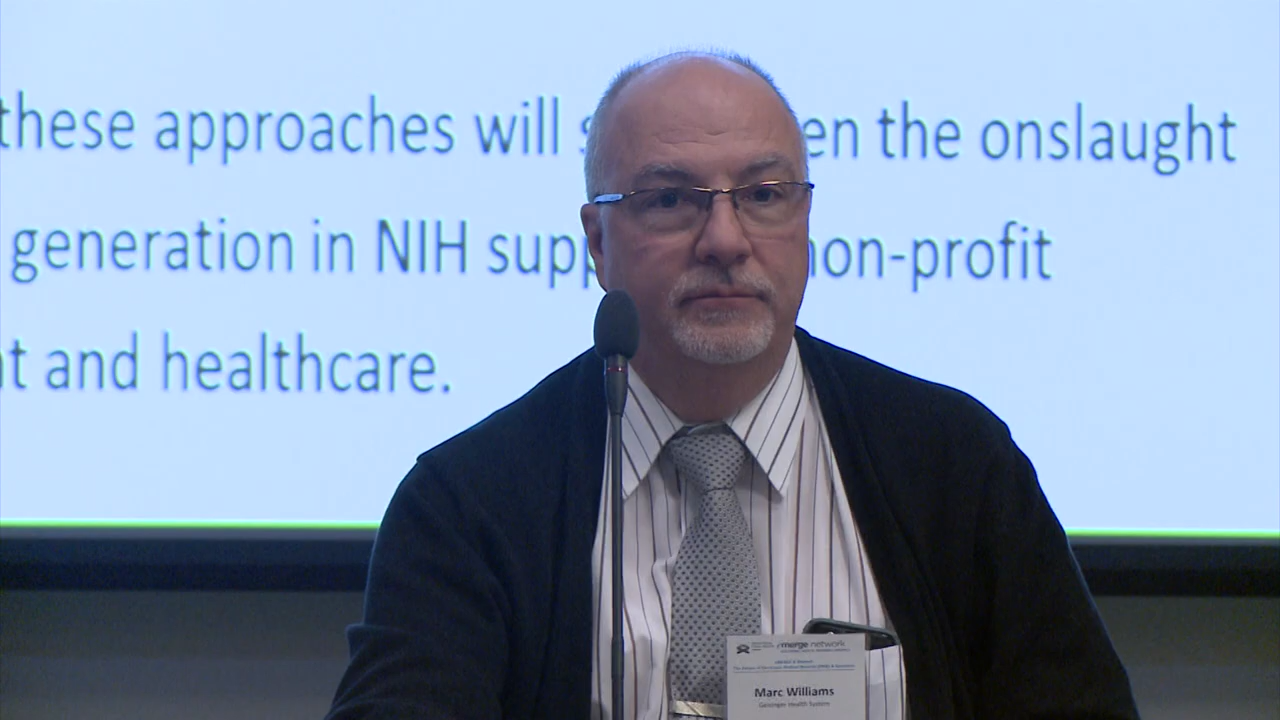 these approaches will s en the onslaught
generation in NIH supp non-profit
t and healthcare.
emerge network
Marc Williams
Geisinger Health System